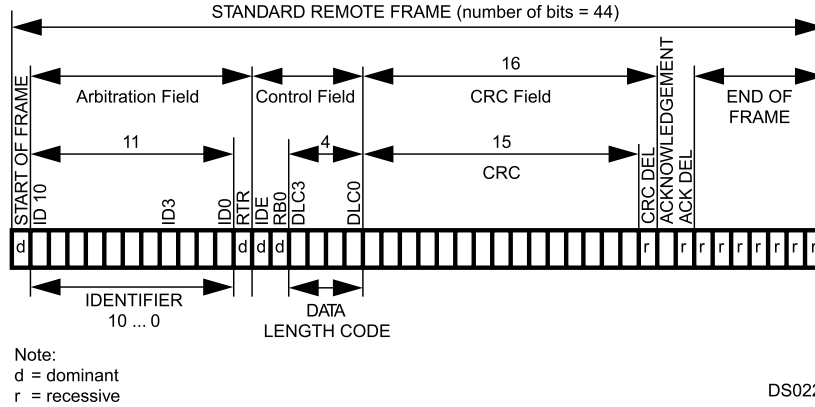 STANDARD REMOTE FRAME (number of bits = 44)
16
Arbitration Field
Control Field
CRC Field
END OF
FRAME
11
4
15
CRC
START OF FRAME
ID 10
ID3
ID0
RTR
IDE
RB0
DLC3
DLC0
CRC DEL
ACKNOWLEDGEMENT
ACK DEL
d d d d r r r r r r r r r
IDENTIFIER
10 ... 0
DATA
LENGTH CODE
Note:
d = dominant
r = recessive
DS022